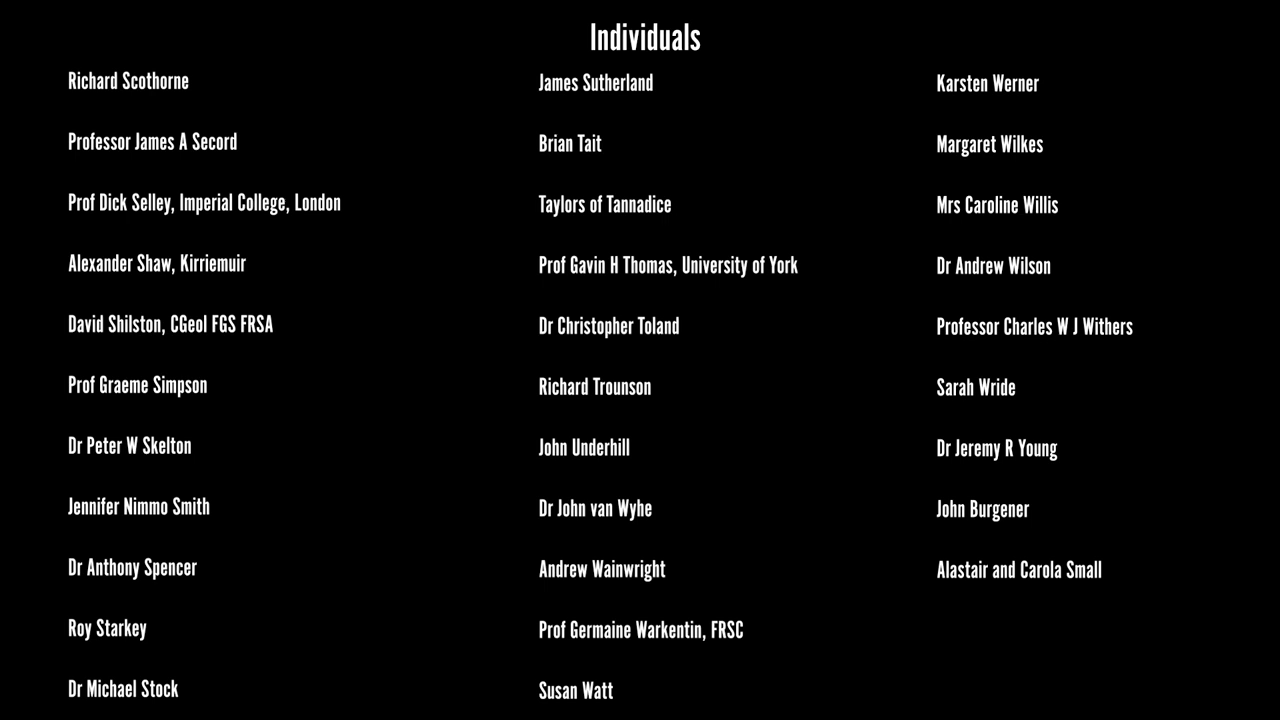 Individuals
Richard Scothorne
Professor James A Secord
Prof Dick Selley, Imperial College, London
Alexander Shaw, Kirriemuir
David Shilston, CGeol FGS FRSA
Prof Graeme Simpson
Dr Peter W Skelton
Jennifer Nimmo Smith
Dr Anthony Spencer
Roy Starkey
Dr Michael Stock
James Sutherland
Brian Tait
Taylors of Tannadice
Prof Gavin H Thomas, University of York
Dr Christopher Toland
Richard Trounson
John Underhill
Dr John van Wyhe
Andrew Wainwright
Prof Germaine Warkentin, FRSC
Susan Watt
Karsten Werner
Margaret Wilkes
Mrs Caroline Willis
Dr Andrew Wilson
Professor Charles W J Withers
Sarah Wride
Dr Jeremy R Young
John Burgener
Alastair and Carola Small